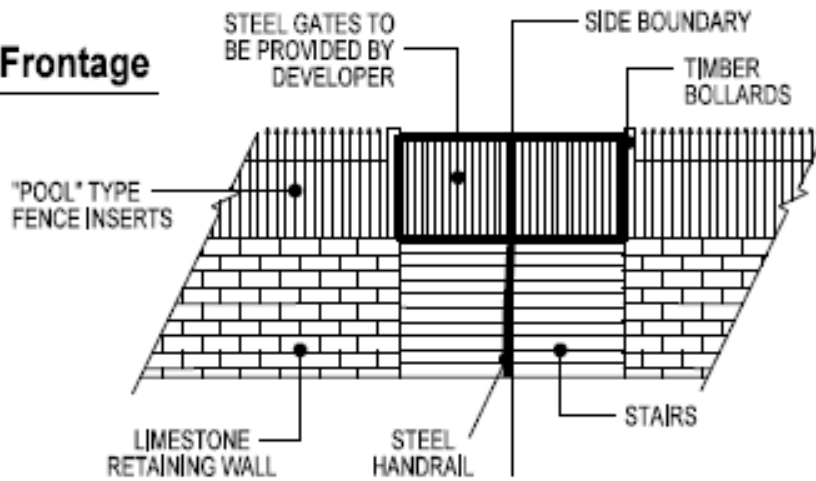 Frontage
STEEL GATES TO
BE PROVIDED BY
DEVELOPER
SIDE BOUNDARY
TIMBER
BOLLARDS
"POOL" TYPE
FENCE INSERTS
LIMESTONE
RETAINING WALL
STEEL
HANDRAIL
STAIRS